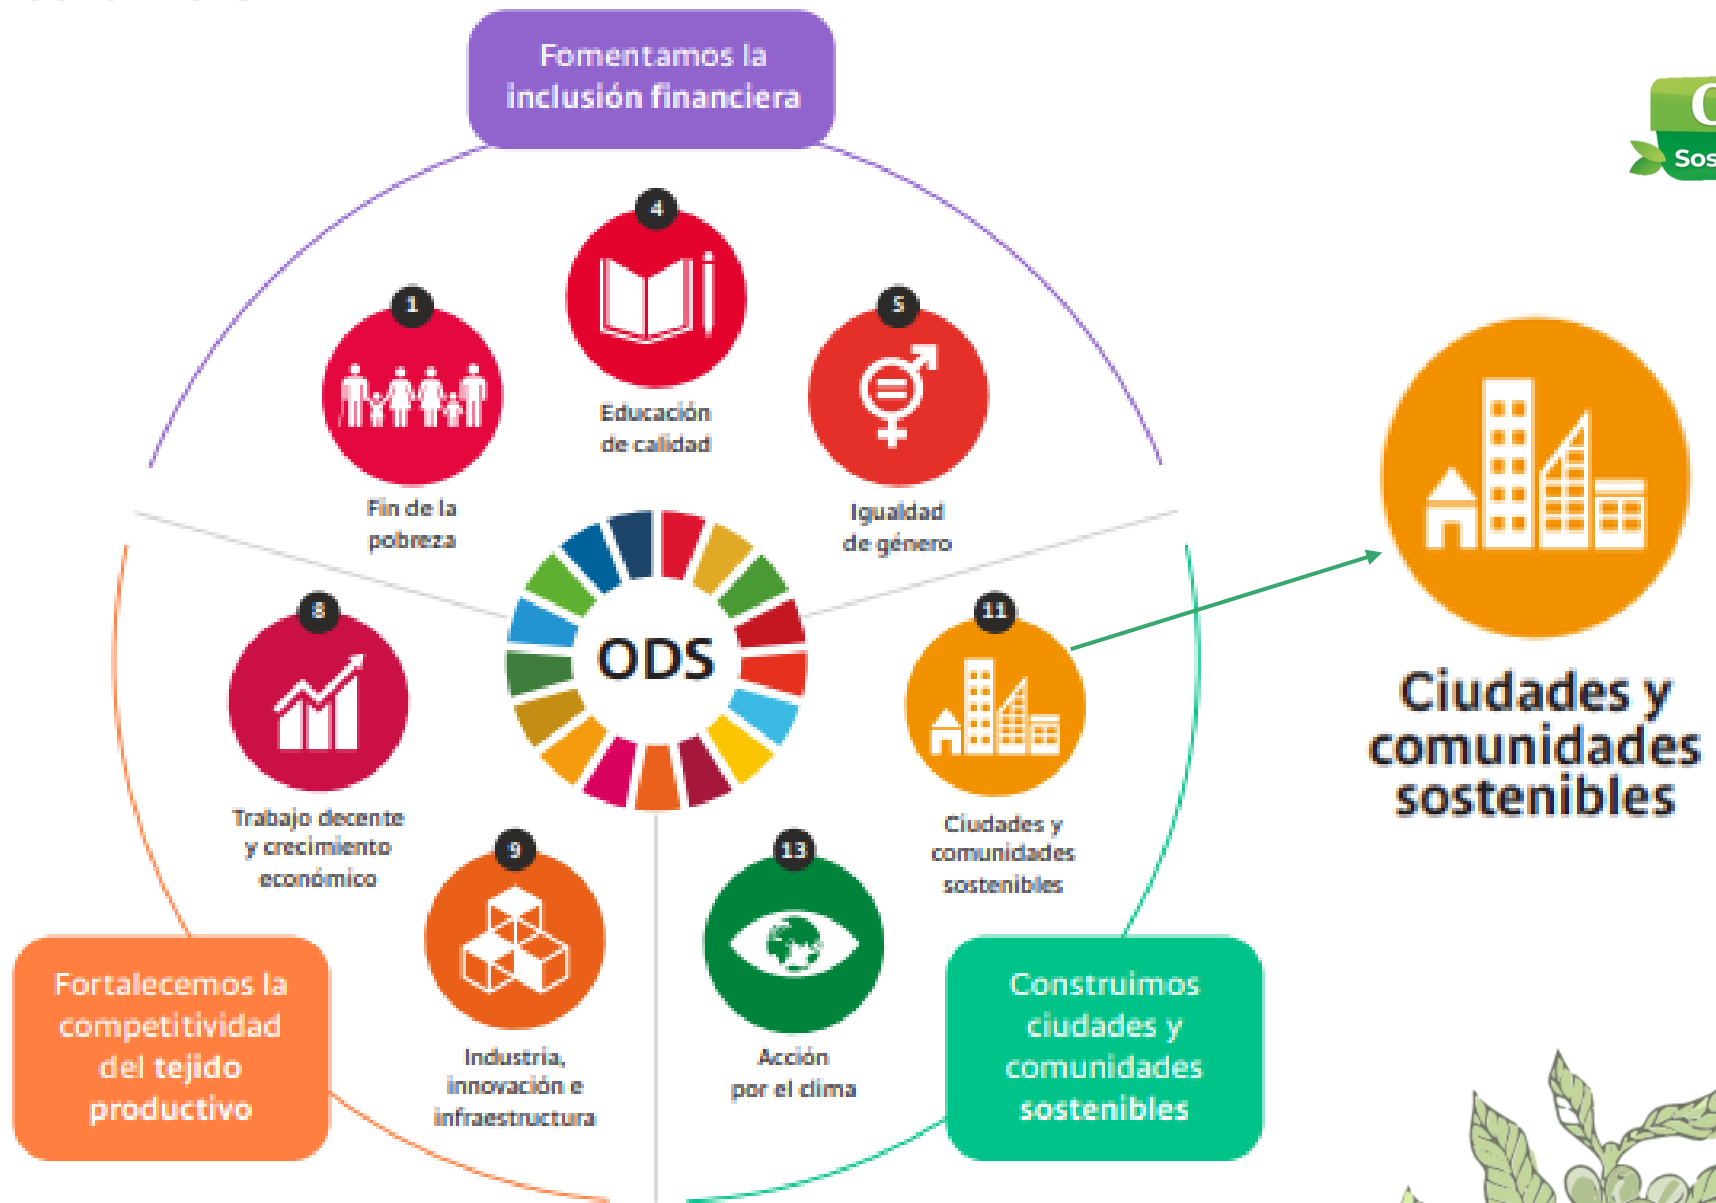 Fomentamos la
inclusión financiera
4
Educación
de calidad
1
Fin de la
pobreza
5
Igualdad
de género
ODS
8
Trabajo decente
y crecimiento
económico
9
Industria,
innovación e
infraestructura
11
Ciudades y
comunidades
sostenibles
13
Acción
por el clima
Fortalecemos la
competitividad
del tejido
productivo
Construimos
ciudades y
comunidades
sostenibles
Ciudades y
comunidades
sostenibles